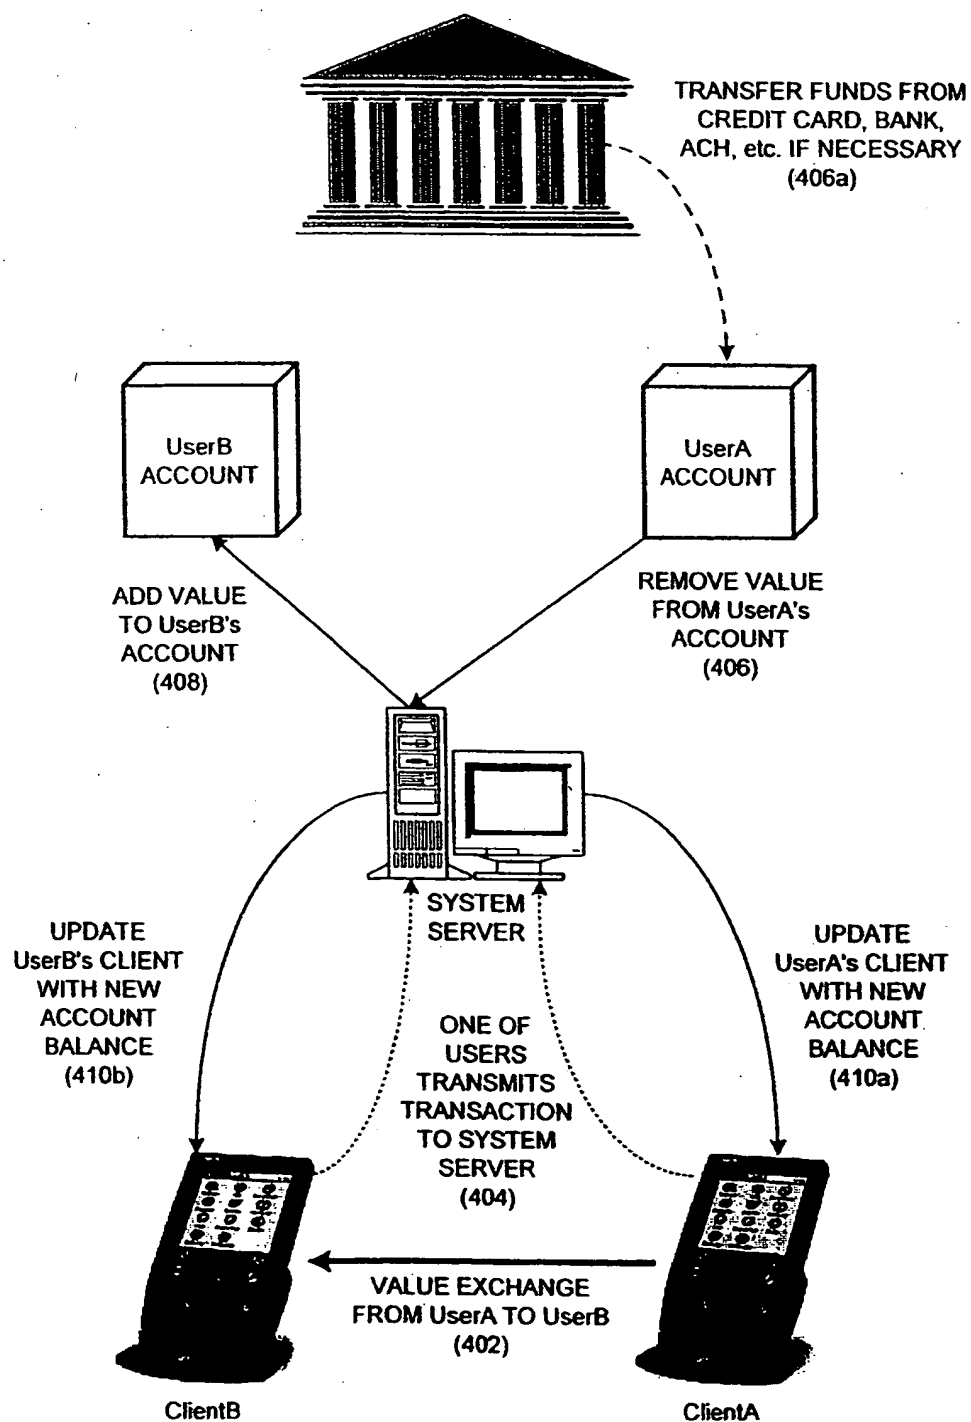 TRANSFER FUNDS FROM
CREDIT CARD, BANK,
ACH, etc. IF NECESSARY
(406a)
UserB
ACCOUNT
UserA
ACCOUNT
ADD VALUE
TO UserB's
ACCOUNT
(408)
REMOVE VALUE
FROM UserA's
ACCOUNT
(406)
SYSTEM
SERVER
UPDATE
UserB's CLIENT
WITH NEW
ACCOUNT
BALANCE
(410b)
ONE OF
USERS
TRANSMITS
TRANSACTION
TO SYSTEM
SERVER
(404)
UPDATE
UserA's CLIENT
WITH NEW
ACCOUNT
BALANCE
(410a)
VALUE EXCHANGE
FROM UserA TO UserB
(402)
ClientB
ClientA